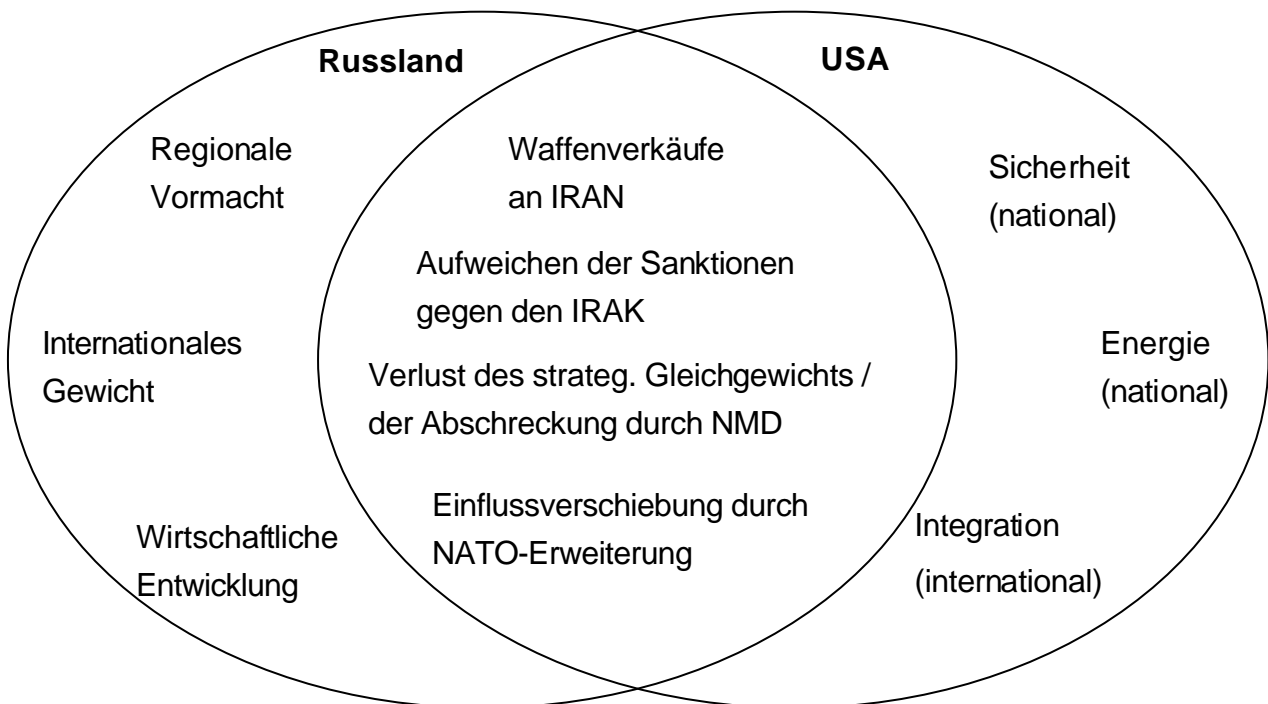 Russland
USA
Regionale
Vormacht
Waffenverkäufe
an IRAN
Sicherheit
(national)
Aufweichen der Sanktionen
gegen den IRAK
Internationales
Gewicht
Energie
(national)
Verlust des strateg. Gleichgewichts /
der Abschreckung durch NMD
Einflussverschiebung durch
NATO-Erweiterung
Wirtschaftliche
Entwicklung
Integration
(international)